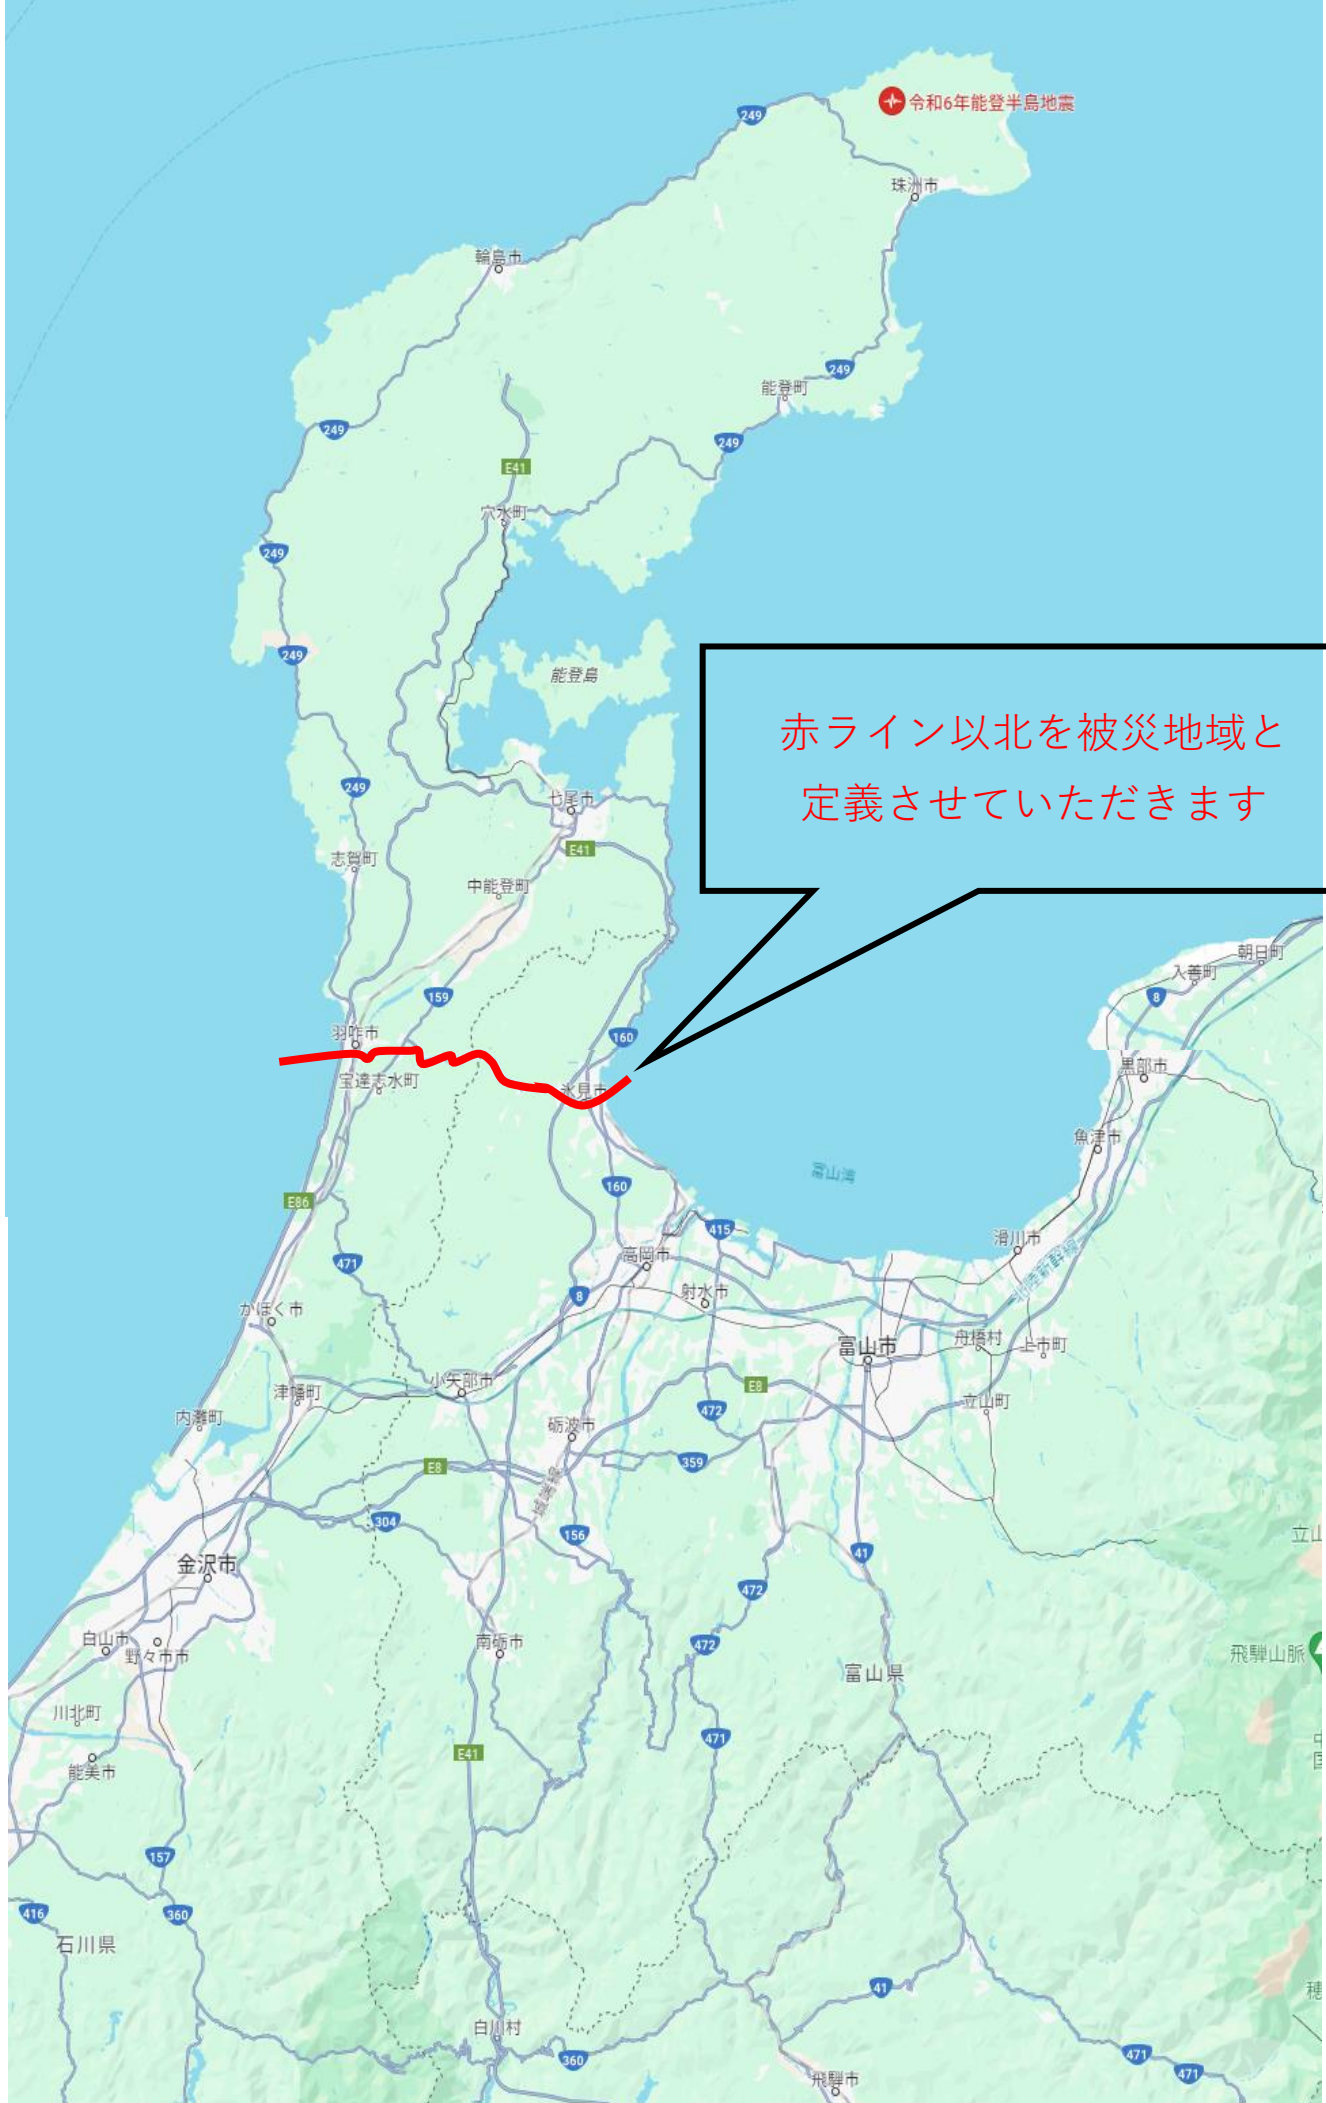 令和6年能登半島地震
249
珠洲市
輪島市
249
能登町
249
249
E41
穴水町
249
249
能登島
赤ライン以北を被災地域と
定義させていただきます
249
七尾市
E41
志賀町
中能登町
159
朝日町
入善町
8
羽咋市
160
黒部市
宝達志水町
氷見市
魚津市
富山湾
160
E86
415
滑川市
北陸新幹線
高岡市
471
射水市
8
かほく市
富山市
舟橋村
上市町
小矢部市
津幡町
E8
472
立山町
内灘町
砺波市
359
E8
城端線
304
156
立山
41
金沢市
472
白山市
野々市市
南砺市
472
飛騨山脈
富山県
川北町
471
E41
能美市
157
416
360
石川県
41
白川村
360
471
471
飛騨市